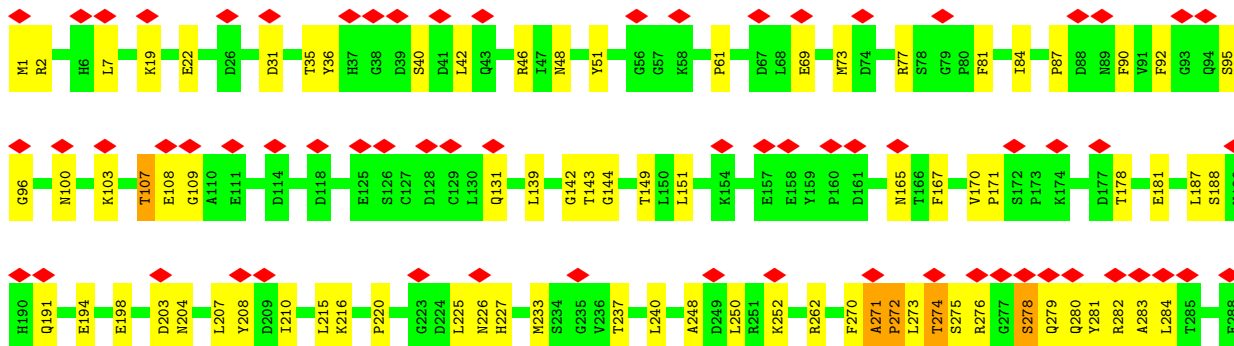 M1 R2 H6 L7 K19 E22 D26 D31 T35 Y36 H37 G38 D39 S40 D41 L42 Q43 R46 I47 N48 Y51 G56 G57 K58 P61 D67 L68 E69 M73 D74 R77 S78 G79 P80 F81 I84 P87 D88 N89 F90 V91 F92 G93 Q94 S95
G96 N100 K103 T107 E108 G109 A110 E111 D114 D118 E125 S126 C127 D128 C129 L130 Q131 L139 G142 T143 G144 T149 L150 L151 K154 E157 E158 Y159 P160 D161 N165 T166 F167 V170 P171 S172 P173 K174 D177 T178 E181 L187 S188
H190 Q191 E194 E198 D203 N204 L207 Y208 D209 I210 L215 K216 P220 G223 D224 L225 N226 H227 M233 S234 G235 V236 T237 L240 A248 D249 L250 R251 K252 R262 F270 A271 P272 L273 T274 S275 R276 G277 S278 Q279 Q280 Y281 R282 A283 L284 T285